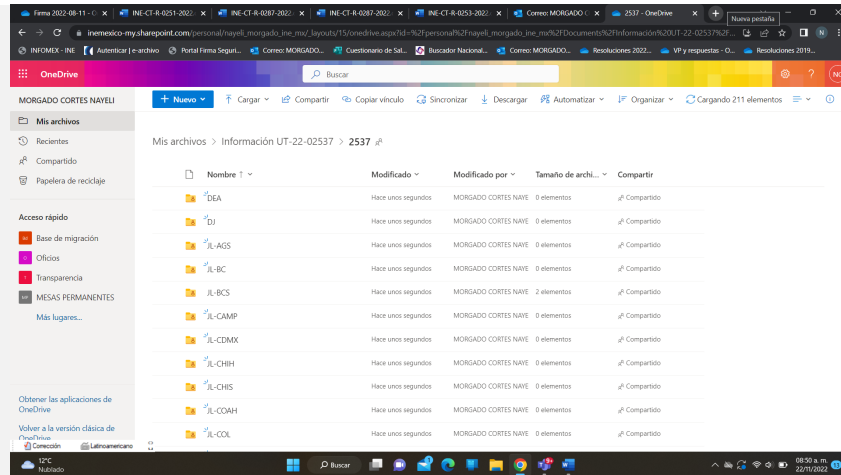 Firma 2022-08-11 - O
INE-CT-R-0251-2022.
INE-CT-R-0287-2022.
INE-CT-R-0287-2022.
INE-CT-R-0253-2022.
Correo: MORGADO C
2537 - OneDrive
Nueva pestaña
inemexico-my.sharepoint.com/personal/nayeli_morgado_ine_mx/_layouts/15/onedrive.aspx?id=%2Fpersonal%2Fnayeli_morgado_ine_mx%2FDocuments%2FInformación%20UT-22-02537%2F...
INFOMEX - INE
Autenticar | e-archivo
Portal Firma Seguri...
Correo: MORGADO...
Cuestionario de Sal...
Buscador Nacional...
Correo: MORGADO...
Resoluciones 2022...
VP y respuestas - O...
Resoluciones 2019...
OneDrive
Buscar
MORGADO CORTES NAYELI
+ Nuevo
Cargar
Compartir
Copiar vínculo
Sincronizar
Descargar
Automatizar
Organizar
Cargando 211 elementos
Mis archivos
Recientes
Compartido
Papelera de reciclaje
Acceso rápido
Base de migración
Oficios
Transparencia
MESAS PERMANENTES
Más lugares...
Obtener las aplicaciones de
OneDrive
Volver a la versión clásica de
OneDrive
Mis archivos > Información UT-22-02537 > 2537
Nombre ↑ Modificado Modificado por Tamaño de archi... Compartir
DEA Hace unos segundos MORGADO CORTES NAYE 0 elementos Compartido
DJ Hace unos segundos MORGADO CORTES NAYE 0 elementos Compartido
JL-AGS Hace unos segundos MORGADO CORTES NAYE 0 elementos Compartido
JL-BC Hace unos segundos MORGADO CORTES NAYE 0 elementos Compartido
JL-BCS Hace unos segundos MORGADO CORTES NAYE 2 elementos Compartido
JL-CAMP Hace unos segundos MORGADO CORTES NAYE 0 elementos Compartido
JL-CDMX Hace unos segundos MORGADO CORTES NAYE 0 elementos Compartido
JL-CHIH Hace unos segundos MORGADO CORTES NAYE 0 elementos Compartido
JL-CHIS Hace unos segundos MORGADO CORTES NAYE 0 elementos Compartido
JL-COAH Hace unos segundos MORGADO CORTES NAYE 0 elementos Compartido
JL-COL Hace unos segundos MORGADO CORTES NAYE 0 elementos Compartido
Corrección
Latinoamericano
12°C
Nublado
Buscar
08:50 a. m.
22/11/2022